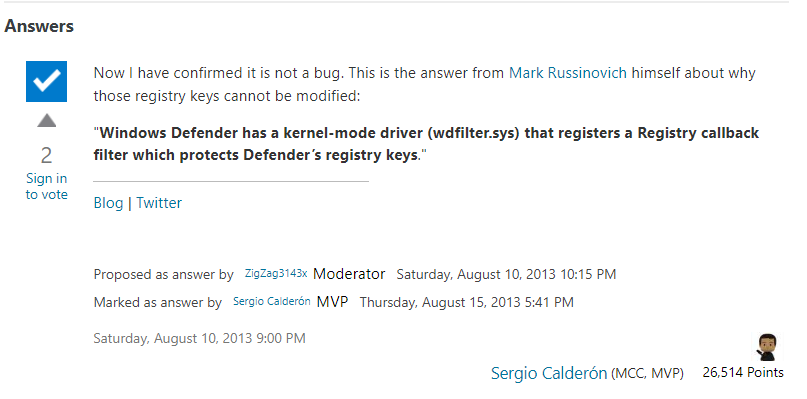 Answers
Now I have confirmed it is not a bug. This is the answer from Mark Russinovich himself about why
those registry keys cannot be modified:
"Windows Defender has a kernel-mode driver (wdfilter.sys) that registers a Registry callback
filter which protects Defender’s registry keys."
2
Sign in
to vote
Blog | Twitter
Proposed as answer by ZigZag3143x Moderator Saturday, August 10, 2013 10:15 PM
Marked as answer by Sergio Calderón MVP Thursday, August 15, 2013 5:41 PM
Saturday, August 10, 2013 9:00 PM
Sergio Calderón (MCC, MVP) 26,514 Points